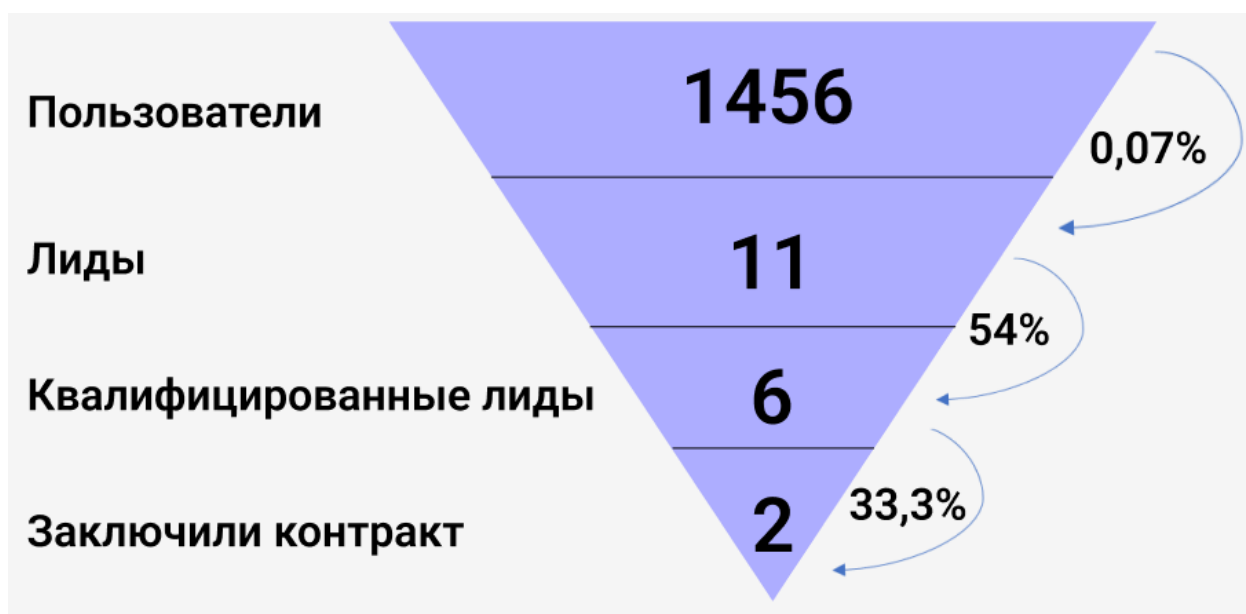 Пользователи
1456
0,07%
Лиды
11
54%
Квалифицированные лиды
6
33,3%
Заключили контракт
2